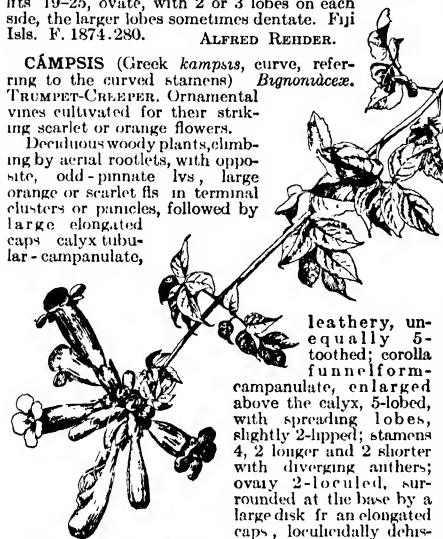 lfts 19-25, ovate, with 2 or 3 lobes on each
side, the larger lobes sometimes dentate. Fiji
Isls. F. 1874.280.
ALFRED REHDER.
CÁMPSIS (Greek kampsis, curve, refer-
ring to the curved stamens) Bignoniàceæ.
TRUMPET-CREEPER. Ornamental
vines cultivated for their strik-
ing scarlet or orange flowers.
Deciduous woody plants, climb-
ing by aerial rootlets, with oppo-
site, odd-pinnate lvs, large
orange or scarlet fls in terminal
clusters or panicles, followed by
large elongated
caps calyx tubu-
lar-campanulate,
leathery, un-
equally 5-
toothed; corolla
funnelform-
campanulate, enlarged
above the calyx, 5-lobed,
with spreading lobes,
slightly 2-lipped; stamens
4, 2 longer and 2 shorter
with diverging anthers;
ovary 2-loculed, sur-
rounded at the base by a
large disk fr an elongated
caps, loculicidally dehis-